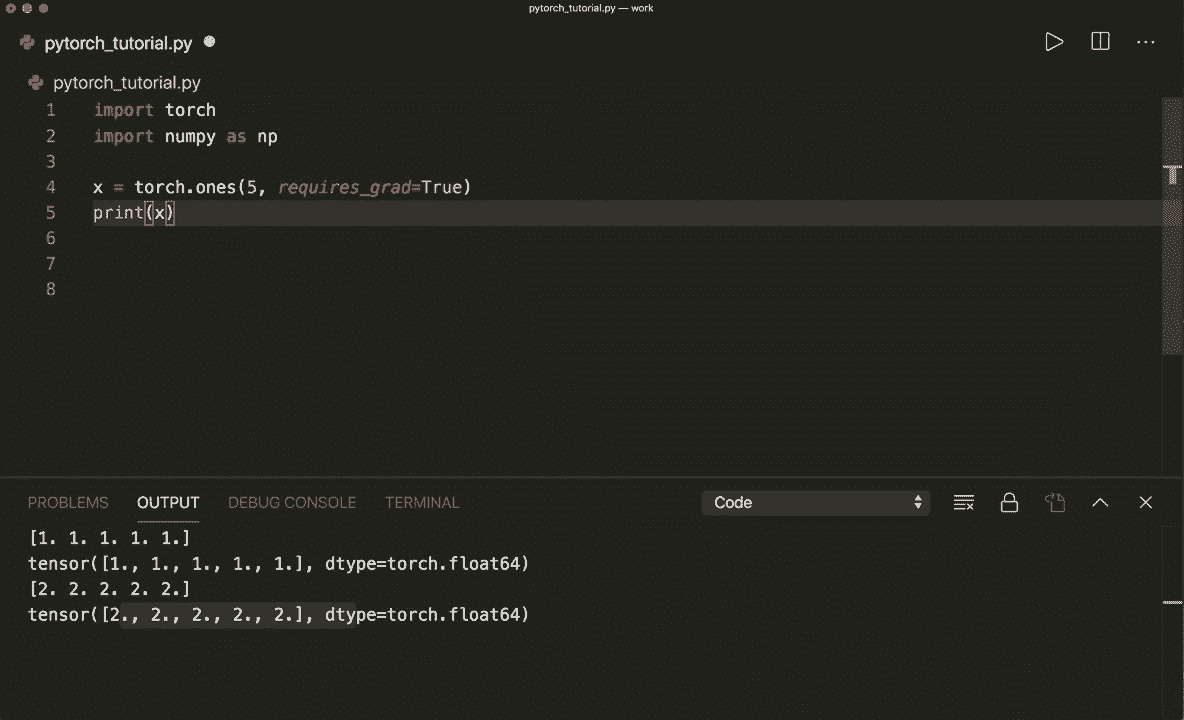 pytorch_tutorial.py — work
pytorch_tutorial.py
pytorch_tutorial.py
1 import torch
2 import numpy as np
3
4 x = torch.ones(5, requires_grad=True)
5 print(x)
6
7
8
PROBLEMS OUTPUT DEBUG CONSOLE TERMINAL Code
[1. 1. 1. 1. 1.]
tensor([1., 1., 1., 1., 1.], dtype=torch.float64)
[2. 2. 2. 2. 2.]
tensor([2., 2., 2., 2., 2.], dtype=torch.float64)